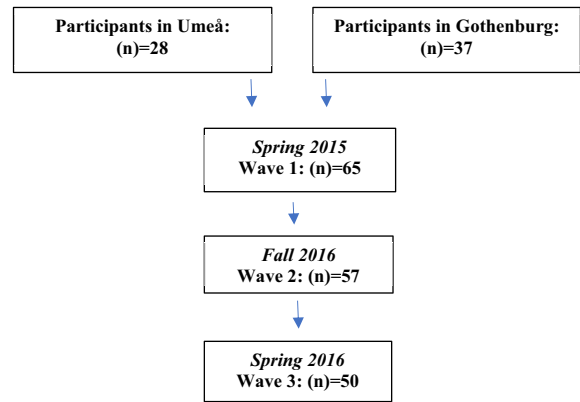 Participants in Umeå:
(n)=28
Participants in Gothenburg:
(n)=37
Spring 2015
Wave 1: (n)=65
Fall 2016
Wave 2: (n)=57
Spring 2016
Wave 3: (n)=50